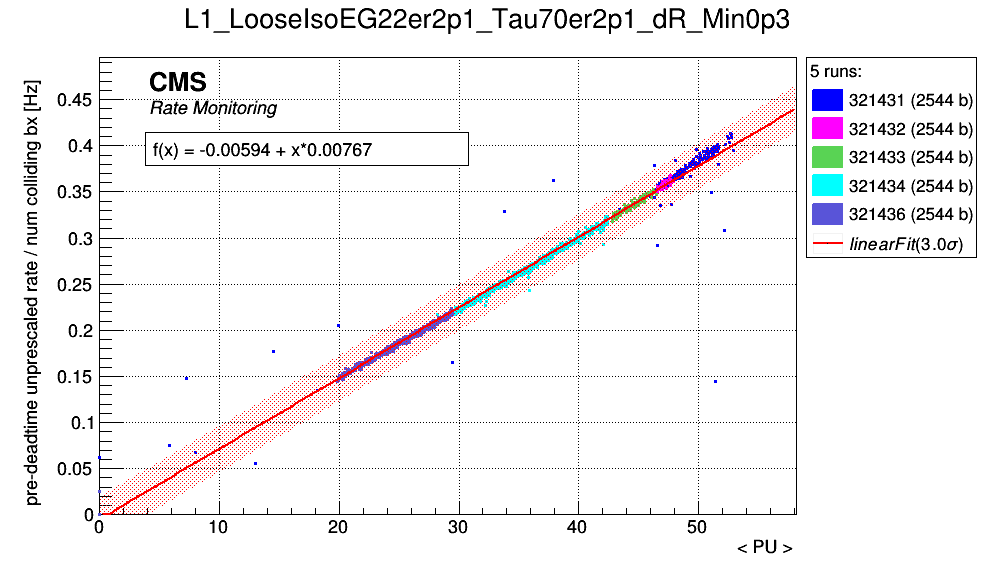 L1_LooseIsoEG22er2p1_Tau70er2p1_dR_Min0p3
pre-deadtime unprescaled rate / num colliding bx [Hz]
CMS
Rate Monitoring
f(x) = -0.00594 + x*0.00767
0.45
0.4
0.35
0.3
0.25
0.2
0.15
0.1
0.05
0
0 10 20 30 40 50
< PU >
5 runs:
321431 (2544 b)
321432 (2544 b)
321433 (2544 b)
321434 (2544 b)
321436 (2544 b)
linearFit(3.0σ)